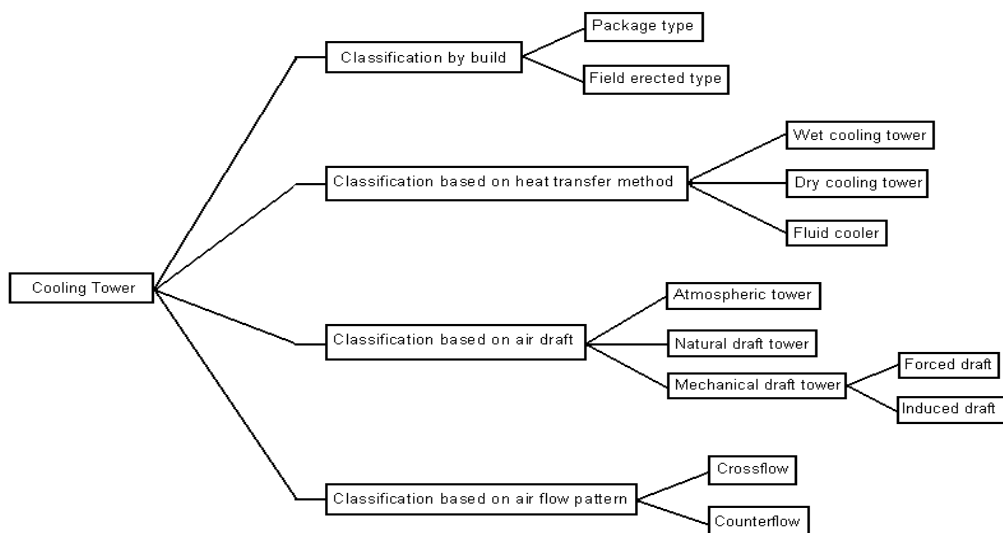 Cooling Tower
Classification by build
Package type
Field erected type
Classification based on heat transfer method
Wet cooling tower
Dry cooling tower
Fluid cooler
Classification based on air draft
Atmospheric tower
Natural draft tower
Mechanical draft tower
Forced draft
Induced draft
Classification based on air flow pattern
Crossflow
Counterflow